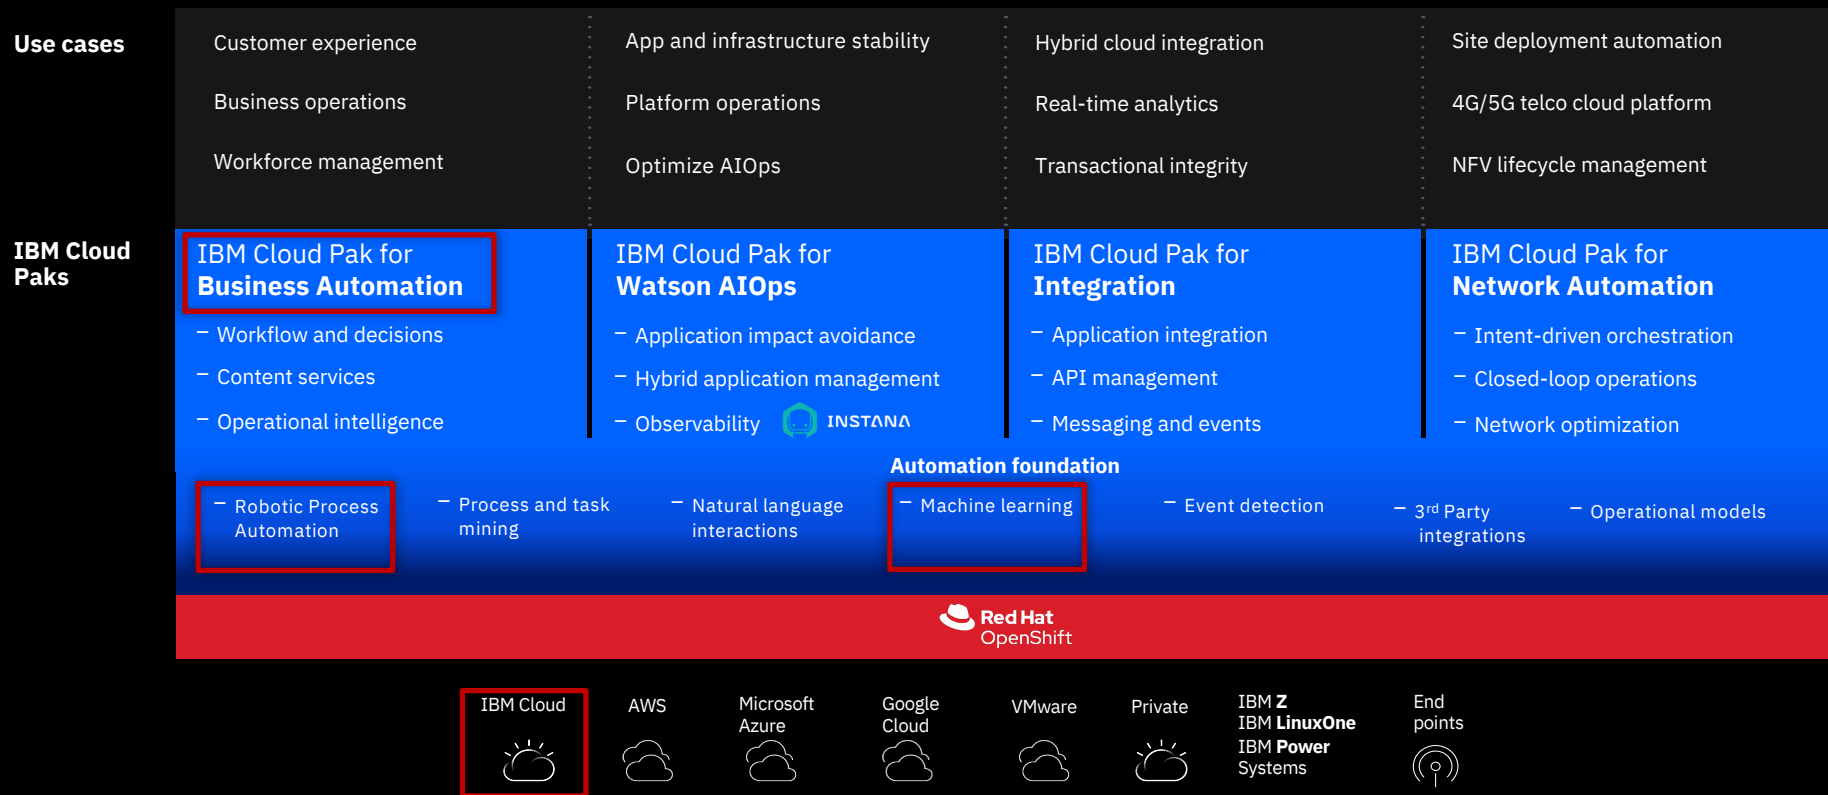 Use cases
Customer experience
Business operations
Workforce management
App and infrastructure stability
Platform operations
Optimize AIOps
Hybrid cloud integration
Real-time analytics
Transactional integrity
Site deployment automation
4G/5G telco cloud platform
NFV lifecycle management
IBM Cloud
Paks
IBM Cloud Pak for
Business Automation
– Workflow and decisions
– Content services
– Operational intelligence
IBM Cloud Pak for
Watson AIOps
– Application impact avoidance
– Hybrid application management
– Observability INSTANA
IBM Cloud Pak for
Integration
– Application integration
– API management
– Messaging and events
IBM Cloud Pak for
Network Automation
– Intent-driven orchestration
– Closed-loop operations
– Network optimization
Automation foundation
– Robotic Process
Automation
– Process and task
mining
– Natural language
interactions
– Machine learning
– Event detection
– 3rd Party
integrations
– Operational models
Red Hat
OpenShift
IBM Cloud
AWS
Microsoft
Azure
Google
Cloud
VMware
Private
IBM Z
IBM LinuxOne
IBM Power
Systems
End
points